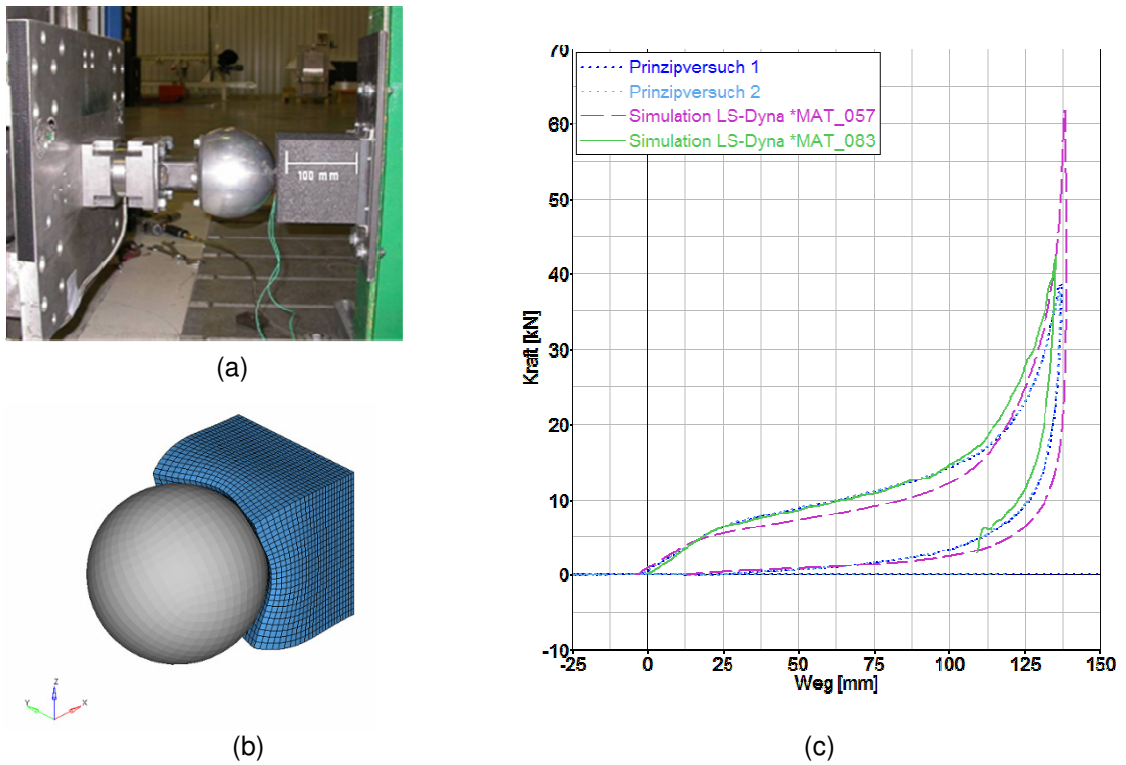 100 mm
(a)
Z
Y
X
(b)
Prinzipversuch 1
Prinzipversuch 2
Simulation LS-Dyna *MAT_057
Simulation LS-Dyna *MAT_083
Kraft [kN]
70
60
50
40
30
20
10
0
-10
-25 0 25 50 75 100 125 150
Weg [mm]
(c)